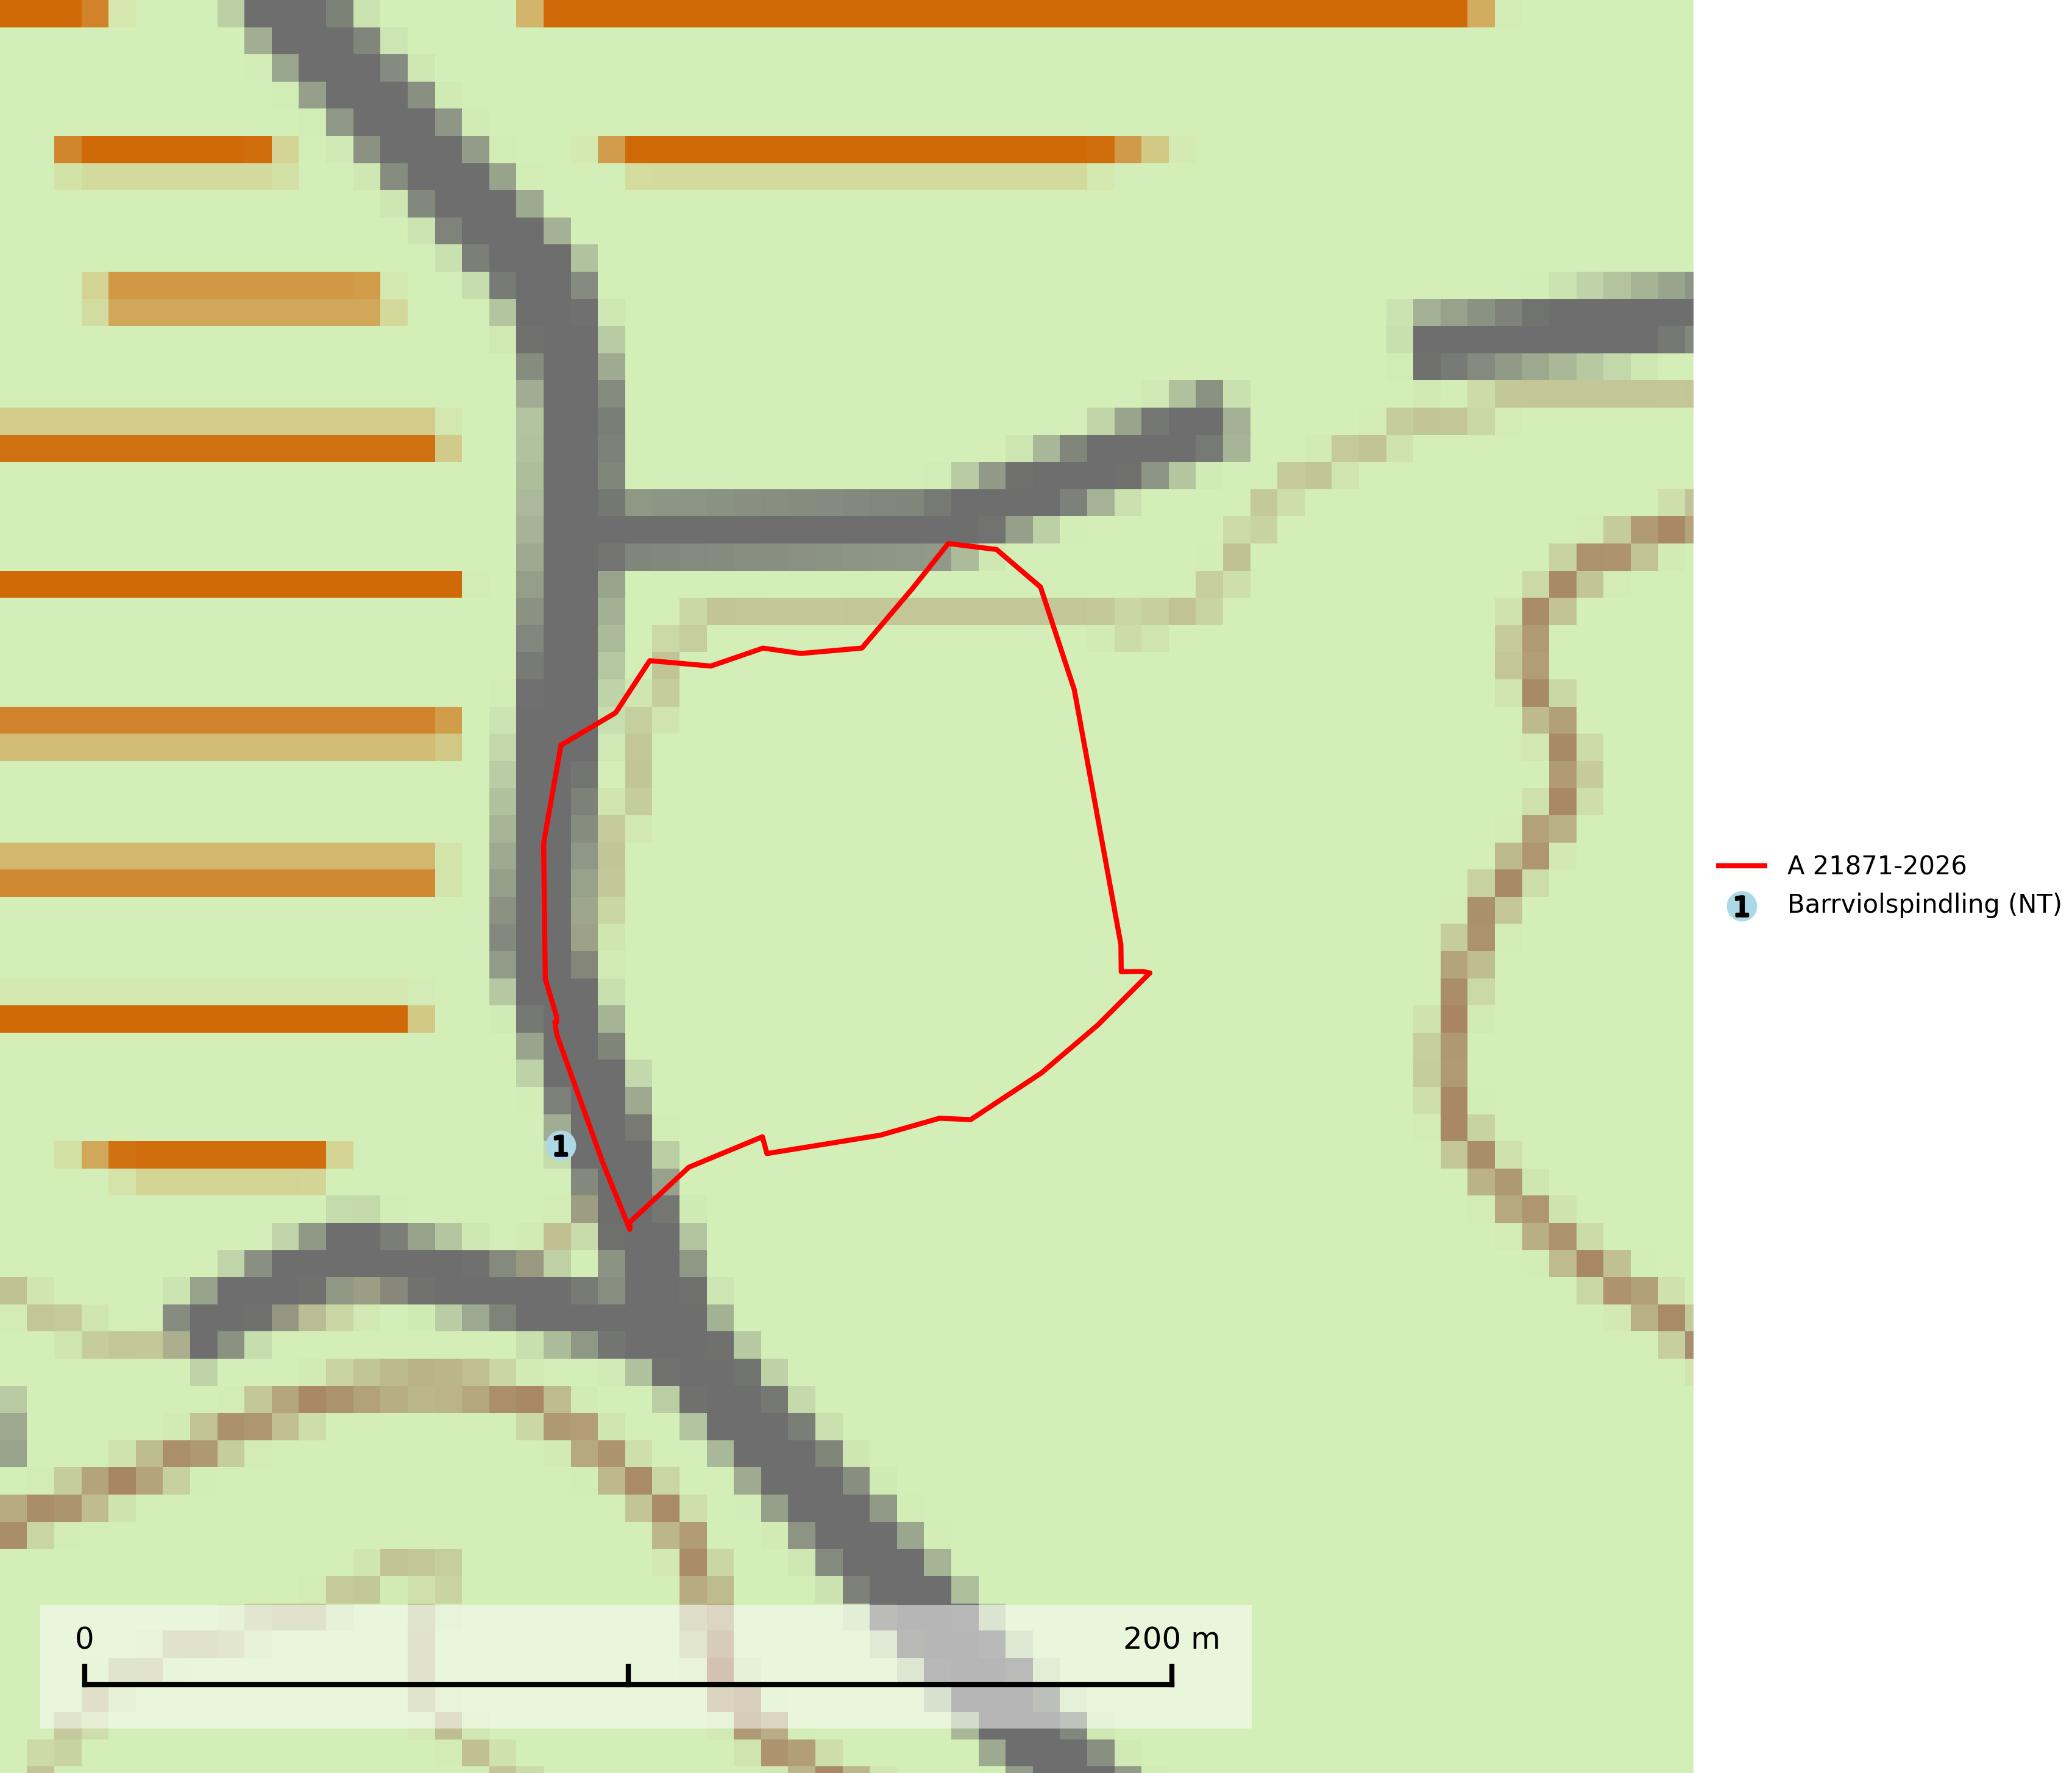 A 21871-2026
1 Barrviolspindling (NT)
1
0 200 m